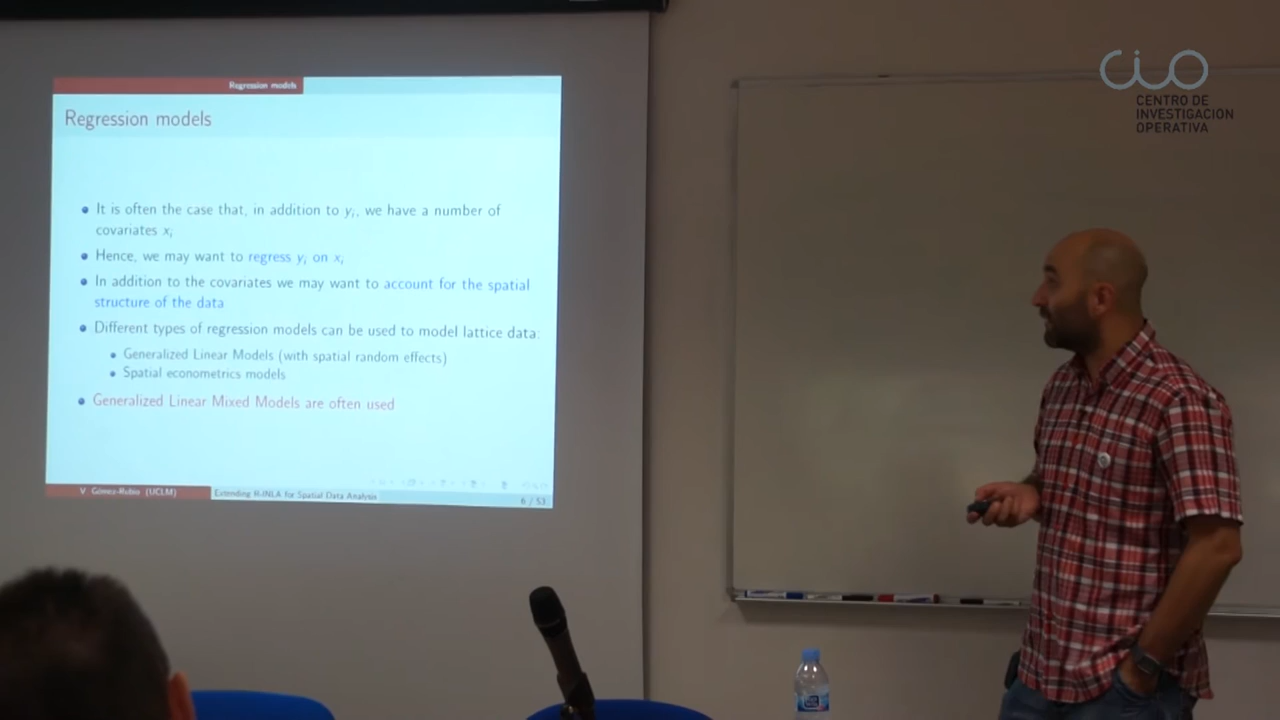 Regression models
Regression models
It is often the case that, in addition to yᵢ, we have a number of
covariates xᵢ
Hence, we may want to regress yᵢ on xᵢ
In addition to the covariates we may want to account for the spatial
structure of the data
Different types of regression models can be used to model lattice data:
Generalized Linear Models (with spatial random effects)
Spatial econometrics models
Generalized Linear Mixed Models are often used
V. Gómez-Rubio (UCLM)
Extending R-INLA for Spatial Data Analysis
6 / 53
CIO
CENTRO DE
INVESTIGACION
OPERATIVA